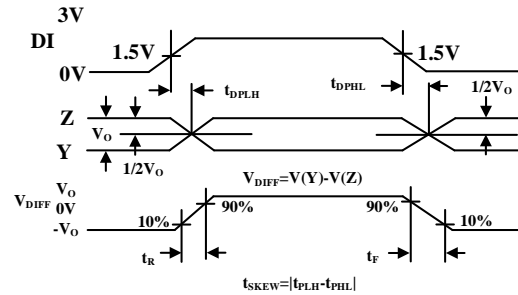 3V
DI
1.5V
1.5V
0V
tDPLH
tDPHL
1/2VO
Z
VO
Y
1/2VO
VDIFF=V(Y)-V(Z)
VO
VDIFF 0V
-VO
90%
90%
10%
10%
tR
tF
tSKEW=|tPLH-tPHL|